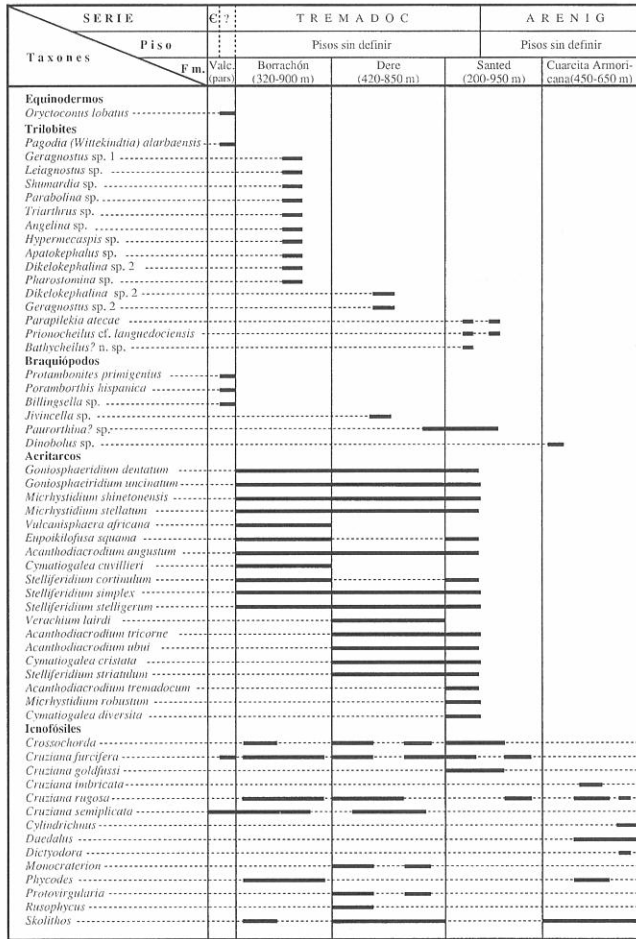 SERIE
€ ?
TREMADOC
ARENIG
Piso
Pisos sin definir
Pisos sin definir
Taxones
Fm.
Valc. (pars)
Borrachón (320-900 m)
Dere (420-850 m)
Santed (200-950 m)
Cuarcita Armoricana(450-650 m)
Equinodermos
Oryctoconus lobatus
Trilobites
Pagodia (Wittekindtia) alarbaensis
Geragnostus sp. 1
Leiagnostus sp.
Shumardia sp.
Parabolina sp.
Triarthrus sp.
Angelina sp.
Hypermecaspis sp.
Apatokephalus sp.
Dikelokephalina sp. 2
Pharostomina sp.
Dikelokephalina sp. 2
Geragnostus sp. 2
Parapilekia atecae
Prionocheilus cf. languedociensis
Bathycheilus? n. sp.
Braquiópodos
Protambonites primigenius
Poramborthis hispanica
Billingsella sp.
Jivincella sp.
Paurorthina? sp.
Dinobolus sp.
Acritarcos
Goniosphaeridium dentatum
Goniosphaeiridium uncinatum
Micrhystidium shinetonensis
Micrhystidium stellatum
Vulcanisphaera africana
Eupoikilofusa squama
Acanthodiacrodium angustum
Cymatiogalea cuvillieri
Stelliferidium cortinulum
Stelliferidium simplex
Stelliferidium stelligerum
Verachium lairdi
Acanthodiacrodium tricorne
Acanthodiacrodium ubui
Cymatiogalea cristata
Stelliferidium striatulum
Acanthodiacrodium tremadocum
Micrhystidium robustum
Cymatiogalea diversita
Icnofósiles
Crossochorda
Cruziana furcifera
Cruziana goldfussi
Cruziana imbricata
Cruziana rugosa
Cruziana semiplicata
Cylindrichnus
Daedalus
Dictyodora
Monocraterion
Phycodes
Protovirgularia
Rusophycus
Skolithos